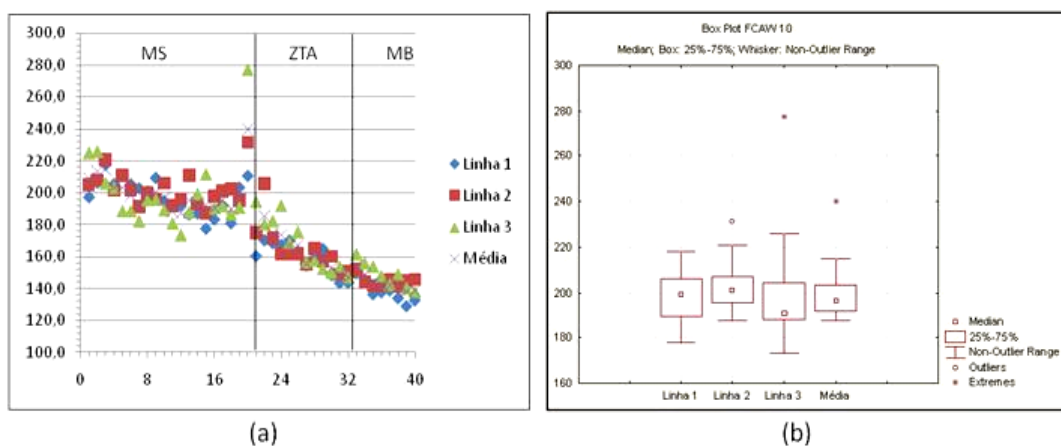 MS ZTA MB
280,0
260,0
240,0
220,0
200,0
180,0
160,0
140,0
120,0
100,0
0 8 16 24 32 40
Linha 1
Linha 2
Linha 3
Média
(a)
Box Plot FCAW 10
Median; Box: 25%-75%; Whisker: Non-Outlier Range
300
280
260
240
220
200
180
160
Linha 1 Linha 2 Linha 3 Média
Median
25%-75%
Non-Outlier Range
Outliers
Extremes
(b)